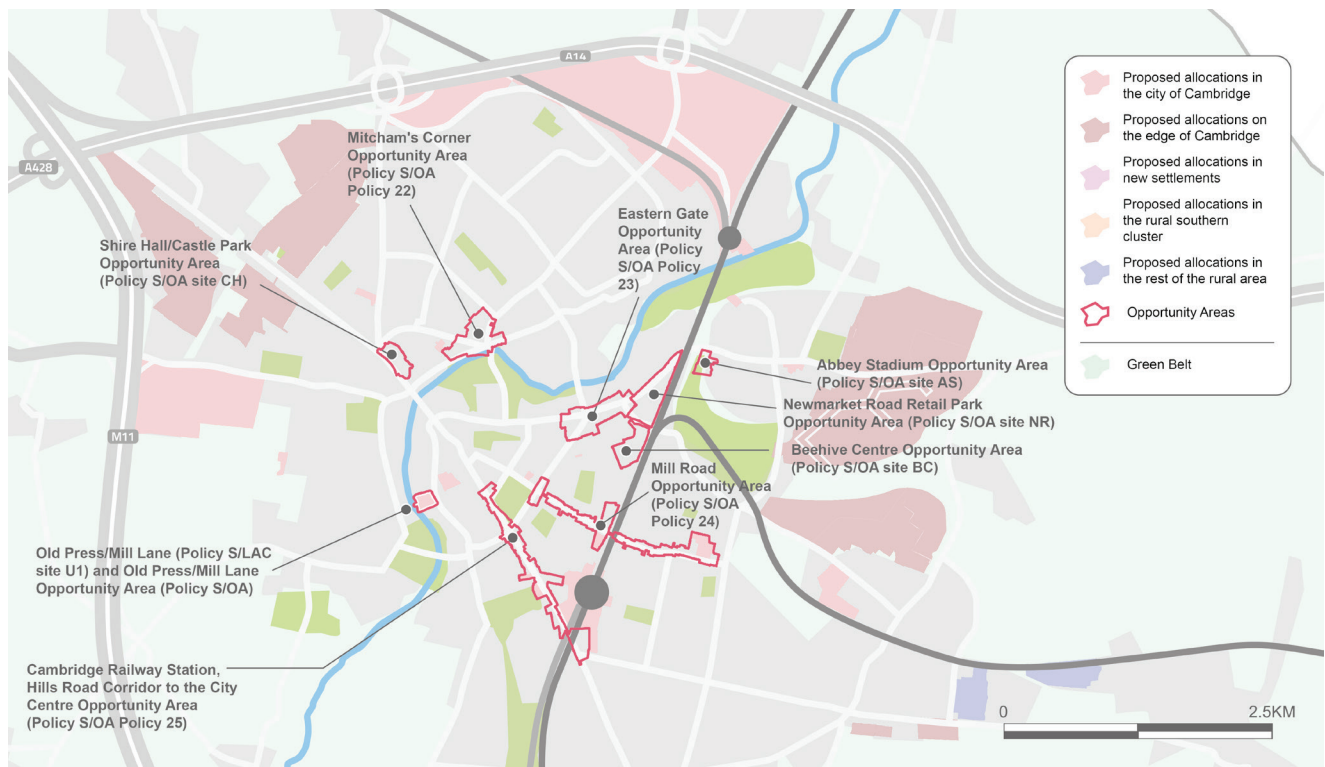 A14
A428
M11
Mitcham's Corner
Opportunity Area
(Policy S/OA
Policy 22)
Eastern Gate
Opportunity
Area (Policy
S/OA Policy
23)
Shire Hall/Castle Park
Opportunity Area
(Policy S/OA site CH)
Abbey Stadium Opportunity Area
(Policy S/OA site AS)
Newmarket Road Retail Park
Opportunity Area (Policy S/OA site NR)
Beehive Centre Opportunity Area
(Policy S/OA site BC)
Mill Road
Opportunity Area
(Policy S/OA
Policy 24)
Old Press/Mill Lane (Policy S/LAC
site U1) and Old Press/Mill Lane
Opportunity Area (Policy S/OA)
Cambridge Railway Station,
Hills Road Corridor to the City
Centre Opportunity Area
(Policy S/OA Policy 25)
Proposed allocations in
the city of Cambridge
Proposed allocations on
the edge of Cambridge
Proposed allocations in
new settlements
Proposed allocations in
the rural southern
cluster
Proposed allocations in
the rest of the rural area
Opportunity Areas
Green Belt
0 2.5KM